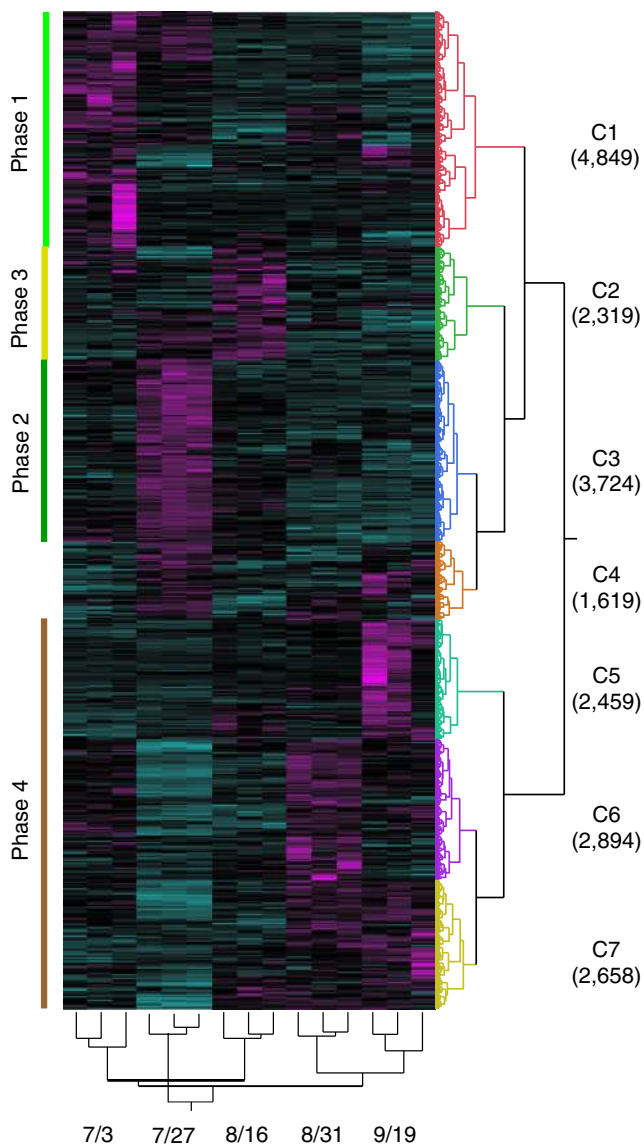 Phase 1
Phase 3
Phase 2
Phase 4
C1
(4,849)
C2
(2,319)
C3
(3,724)
C4
(1,619)
C5
(2,459)
C6
(2,894)
C7
(2,658)
7/3 7/27 8/16 8/31 9/19